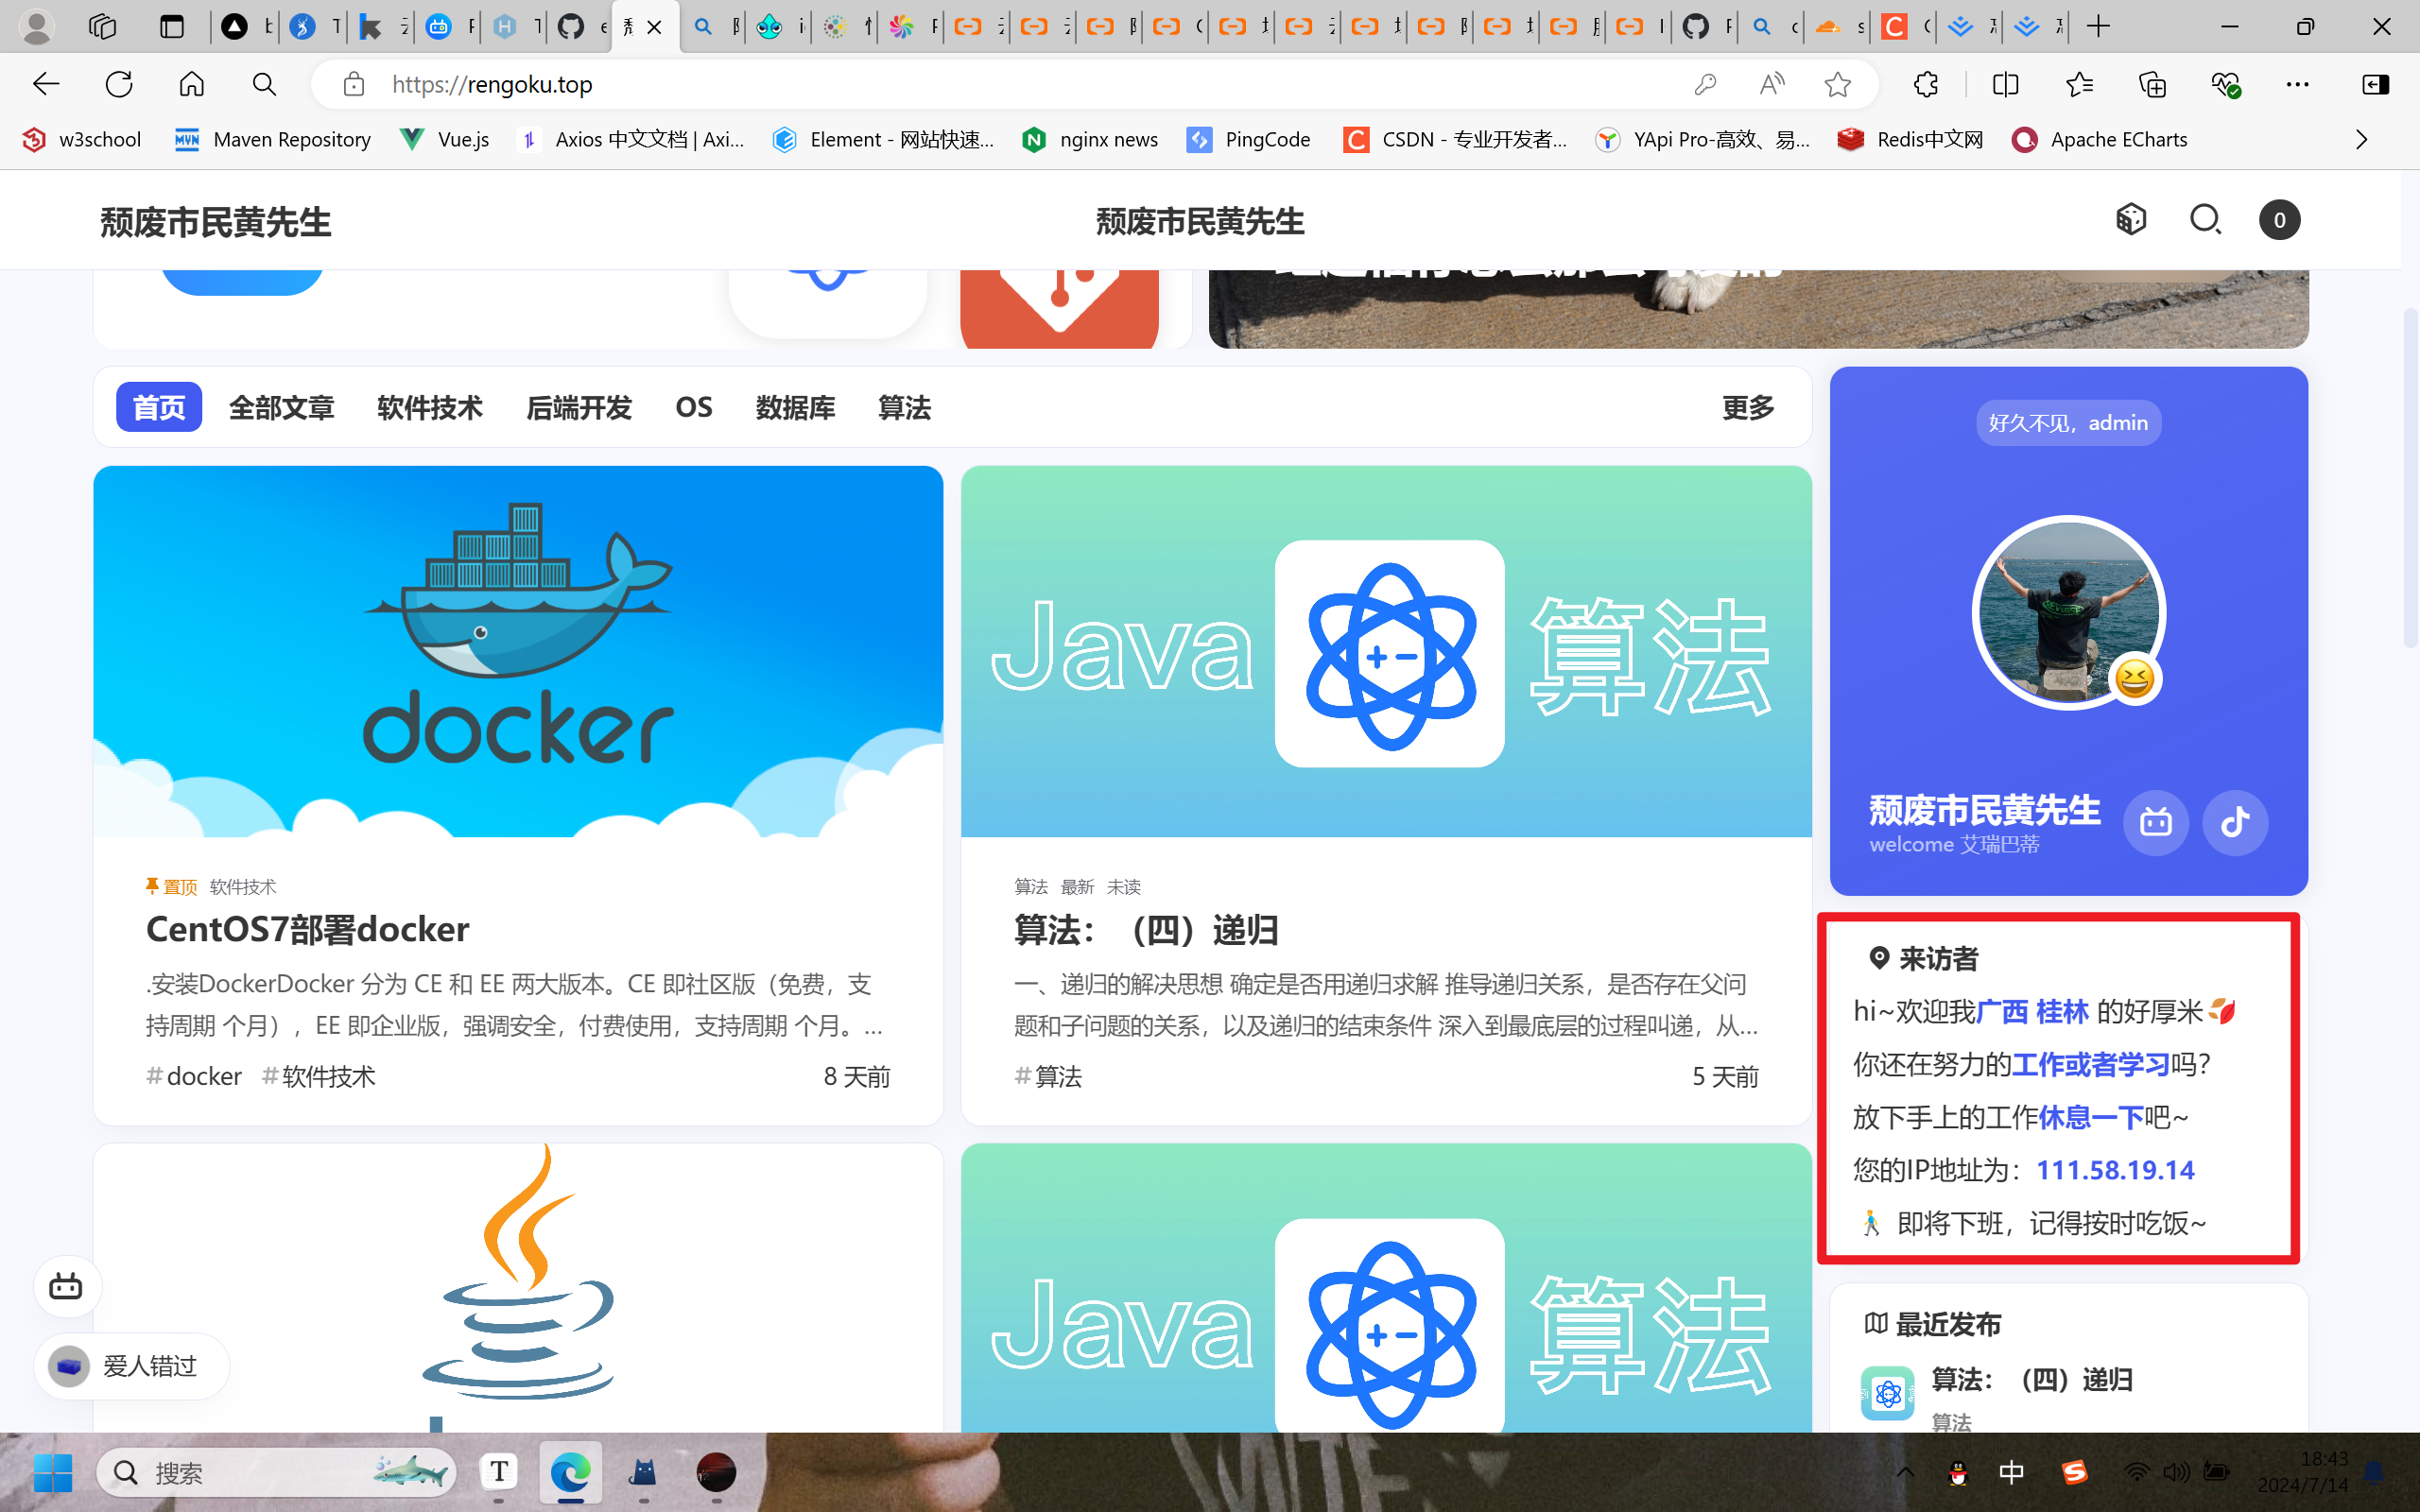 https://rengoku.top
w3school
Maven Repository
Vue.js
Axios 中文文档 | Axi...
Element - 网站快速...
nginx news
PingCode
CSDN - 专业开发者...
YApi Pro-高效、易...
Redis中文网
Apache ECharts
颓废市民黄先生
颓废市民黄先生
0
首页
全部文章
软件技术
后端开发
OS
数据库
算法
更多
好久不见，admin
docker
Java
算法
颓废市民黄先生
welcome 艾瑞巴蒂
置顶 软件技术
CentOS7部署docker
.安装DockerDocker 分为 CE 和 EE 两大版本。CE 即社区版（免费，支
持周期 个月），EE 即企业版，强调安全，付费使用，支持周期 个月。...
#docker #软件技术
8 天前
算法 最新 未读
算法：（四）递归
一、递归的解决思想 确定是否用递归求解 推导递归关系，是否存在父问
题和子问题的关系，以及递归的结束条件 深入到最底层的过程叫递，从...
#算法
5 天前
来访者
hi~欢迎我广西 桂林 的好厚米
你还在努力的工作或者学习吗？
放下手上的工作休息一下吧~
您的IP地址为：111.58.19.14
即将下班，记得按时吃饭~
Java
算法
最近发布
算法：（四）递归
算法
爱人错过
搜索
T
中
18:43
2024/7/14